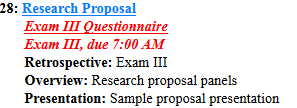 28: Research Proposal
Exam III Questionnaire
Exam III, due 7:00 AM
Retrospective: Exam III
Overview: Research proposal panels
Presentation: Sample proposal presentation